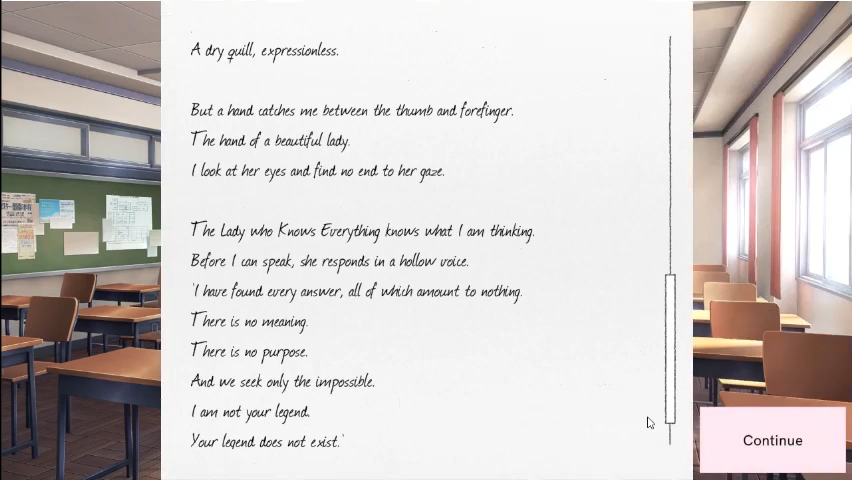 A dry quill, expressionless.
But a hand catches me between the thumb and forefinger.
The hand of a beautiful lady.
I look at her eyes and find no end to her gaze.
The Lady who Knows Everything knows what I am thinking.
Before I can speak, she responds in a hollow voice.
'I have found every answer, all of which amount to nothing.
There is no meaning.
There is no purpose.
And we seek only the impossible.
I am not your legend.
Your legend does not exist.'
Continue